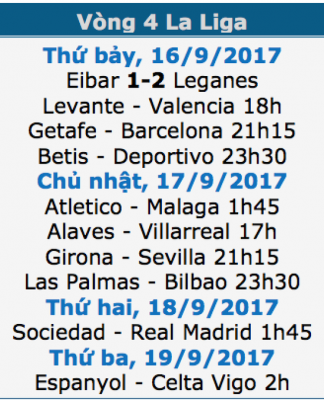 Vòng 4 La Liga
Thứ bảy, 16/9/2017
Eibar 1-2 Leganes
Levante - Valencia 18h
Getafe - Barcelona 21h15
Betis - Deportivo 23h30
Chủ nhật, 17/9/2017
Atletico - Malaga 1h45
Alaves - Villarreal 17h
Girona - Sevilla 21h15
Las Palmas - Bilbao 23h30
Thứ hai, 18/9/2017
Sociedad - Real Madrid 1h45
Thứ ba, 19/9/2017
Espanyol - Celta Vigo 2h